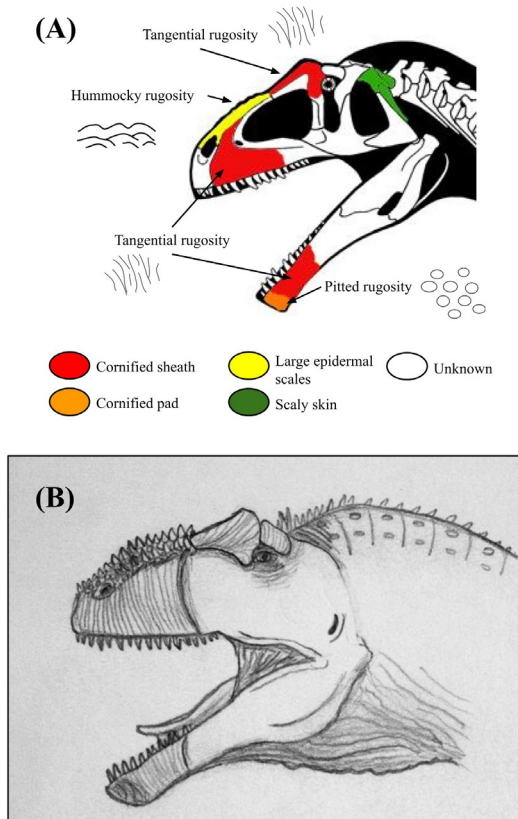 (A)
Tangential rugosity
Hummocky rugosity
Tangential rugosity
Pitted rugosity
Cornified sheath
Large epidermal
scales
Unknown
Cornified pad
Scaly skin
(B)